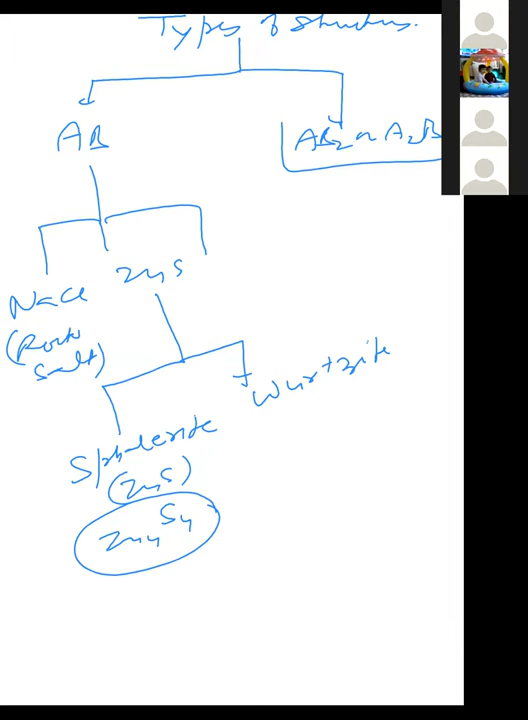 Types of Structures.
AB
AB2 or A2B
NaCl
ZnS
(Rock
Salt)
Wurtzite
Sphalerite
(ZnS)
Zn4S4